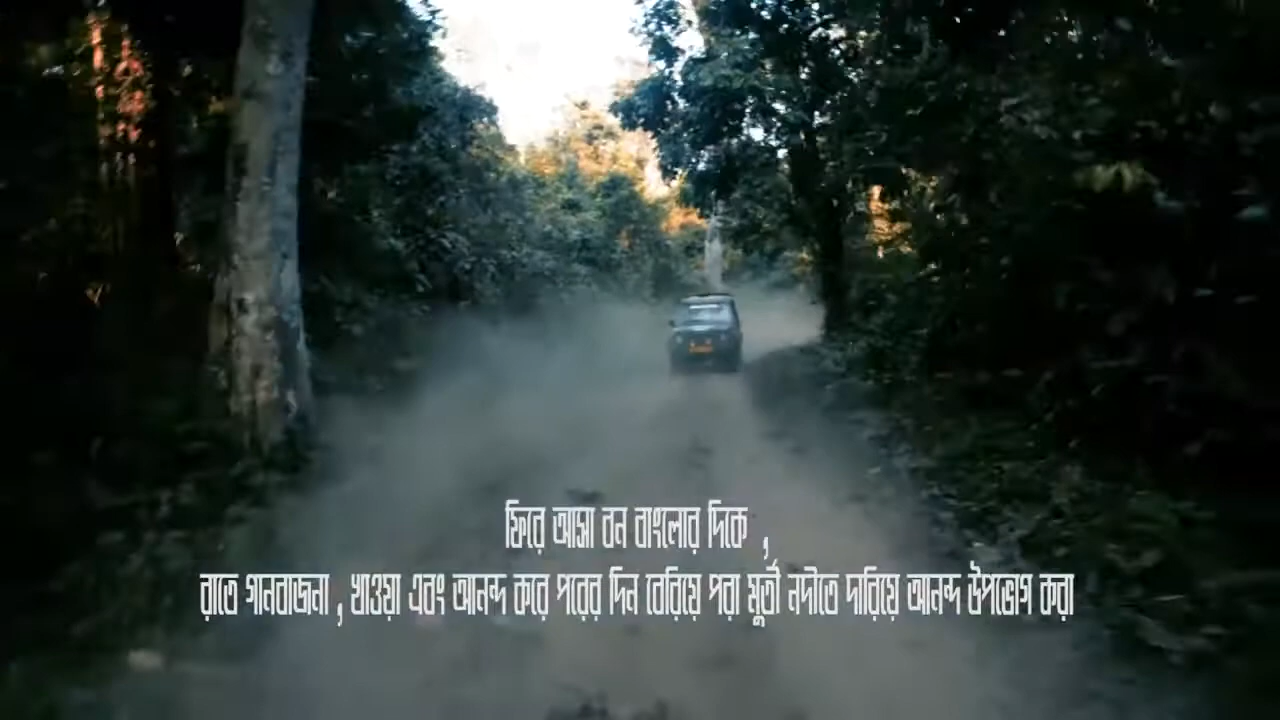 ফিরে আসা বন বাংলোর দিকে ,
রাতে গানবাজনা , খাওয়া এবং আনন্দ করে পরের দিন বেরিয়ে পরা মুর্তী নদীতে দারিয়ে আনন্দ উপভোগ করা